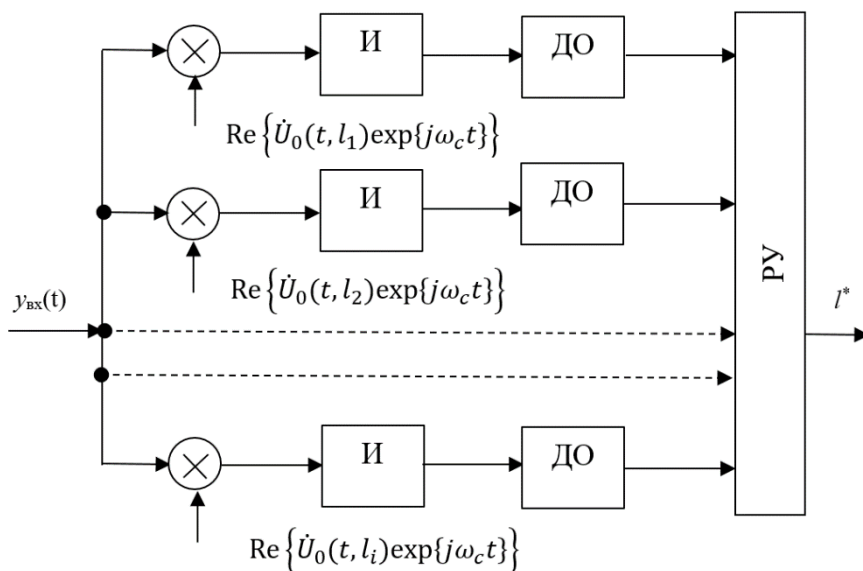 И
ДО
Re{U̇₀(t, l₁)exp{jω_c t}}
И
ДО
Re{U̇₀(t, l₂)exp{jω_c t}}
РУ
y_вх(t)
l*
И
ДО
Re{U̇₀(t, l_i)exp{jω_c t}}